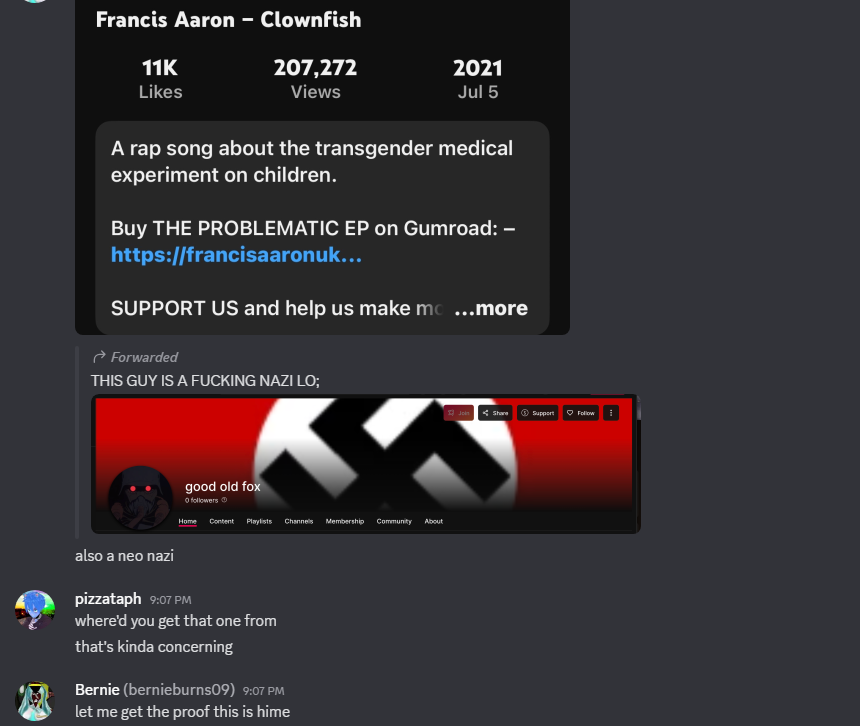 Francis Aaron – Clownfish
11K 207,272 2021
Likes Views Jul 5
A rap song about the transgender medical
experiment on children.
Buy THE PROBLEMATIC EP on Gumroad: –
https://francisaaronuk...
SUPPORT US and help us make mo ...more
Forwarded
THIS GUY IS A FUCKING NAZI LO;
Join Share Support Follow
good old fox
0 followers
Home Content Playlists Channels Membership Community About
also a neo nazi
pizzataph 9:07 PM
where'd you get that one from
that's kinda concerning
Bernie (bernieburns09) 9:07 PM
let me get the proof this is hime